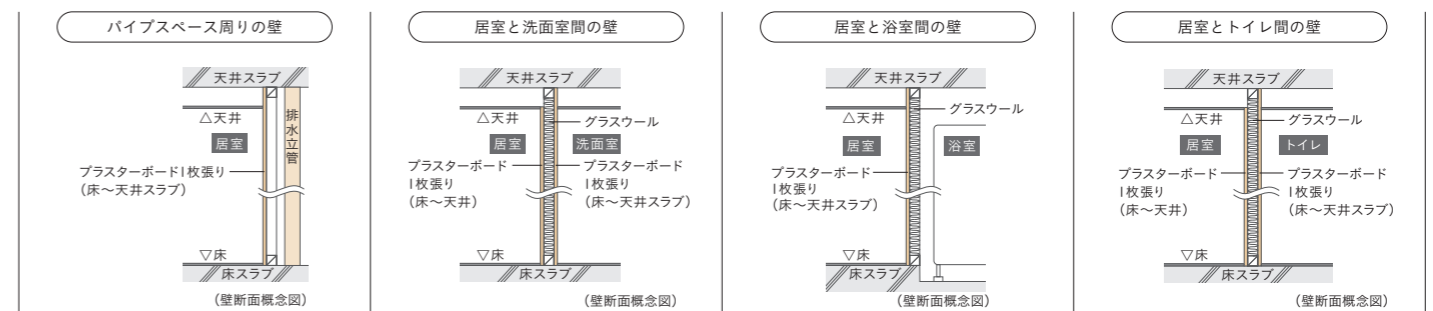 パイプスペース周りの壁
天井スラブ
△天井
居室
排水立管
プラスターボード1枚張り
(床〜天井スラブ)
▽床
床スラブ
(壁断面概念図)
居室と洗面室間の壁
天井スラブ
△天井
グラスウール
居室
洗面室
プラスターボード
1枚張り
(床〜天井)
プラスターボード
1枚張り
(床〜天井スラブ)
▽床
床スラブ
(壁断面概念図)
居室と浴室間の壁
天井スラブ
グラスウール
△天井
居室
浴室
プラスターボード
1枚張り
(床〜天井スラブ)
▽床
床スラブ
(壁断面概念図)
居室とトイレ間の壁
天井スラブ
△天井
グラスウール
居室
トイレ
プラスターボード
1枚張り
(床〜天井)
プラスターボード
1枚張り
(床〜天井スラブ)
▽床
床スラブ
(壁断面概念図)